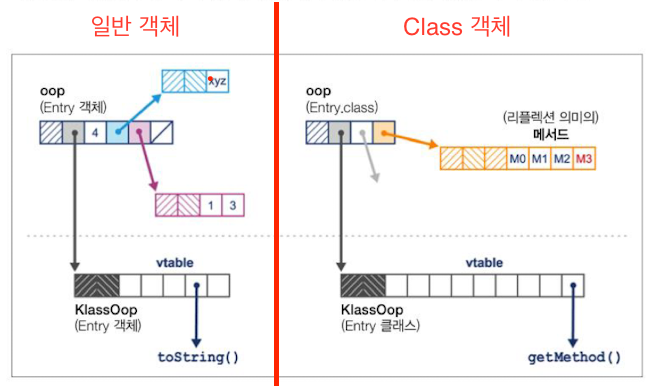 일반 객체
Class 객체
oop
(Entry 객체)
xyz
4
1 3
vtable
KlassOop
(Entry 객체)
toString()
oop
(Entry.class)
(리플렉션 의미의)
메서드
M0 M1 M2 M3
vtable
KlassOop
(Entry 클래스)
getMethod()